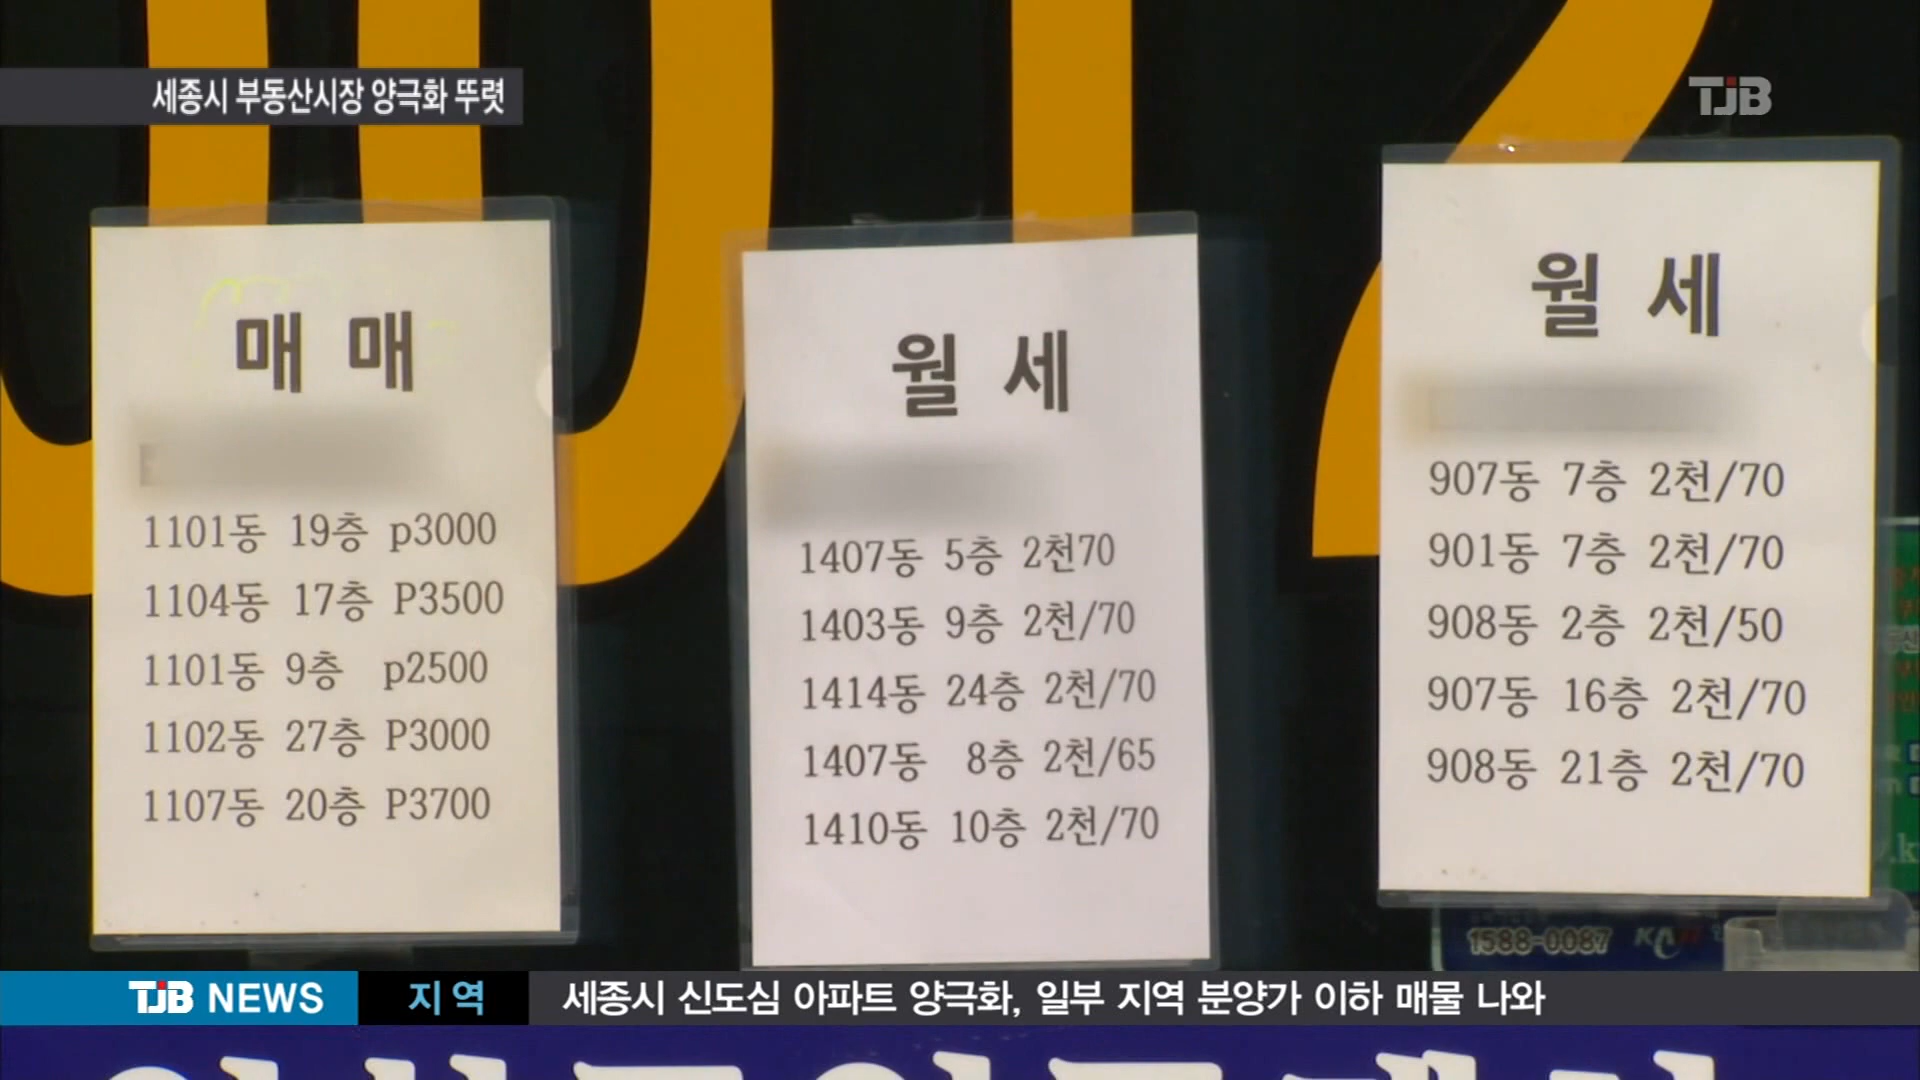 세종시 부동산시장 양극화 뚜렷
TJB
매매
1101동 19층 p3000
1104동 17층 P3500
1101동 9층 p2500
1102동 27층 P3000
1107동 20층 P3700
월세
1407동 5층 2천70
1403동 9층 2천/70
1414동 24층 2천/70
1407동 8층 2천/65
1410동 10층 2천/70
월세
907동 7층 2천/70
901동 7층 2천/70
908동 2층 2천/50
907동 16층 2천/70
908동 21층 2천/70
1588-0087
TJB NEWS 지역 세종시 신도심 아파트 양극화, 일부 지역 분양가 이하 매물 나와